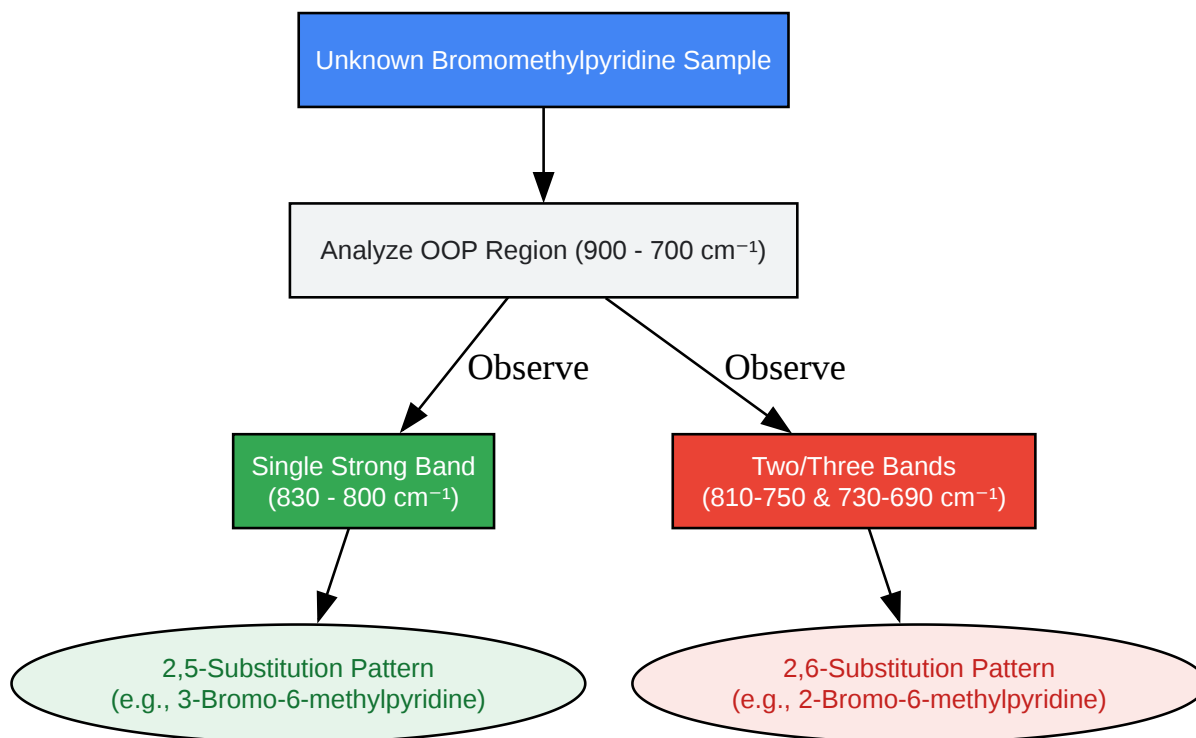 Unknown Bromomethylpyridine Sample
Analyze OOP Region (900 - 700 cm⁻¹)
Observe
Observe
Single Strong Band
(830 - 800 cm⁻¹)
Two/Three Bands
(810-750 & 730-690 cm⁻¹)
2,5-Substitution Pattern
(e.g., 3-Bromo-6-methylpyridine)
2,6-Substitution Pattern
(e.g., 2-Bromo-6-methylpyridine)